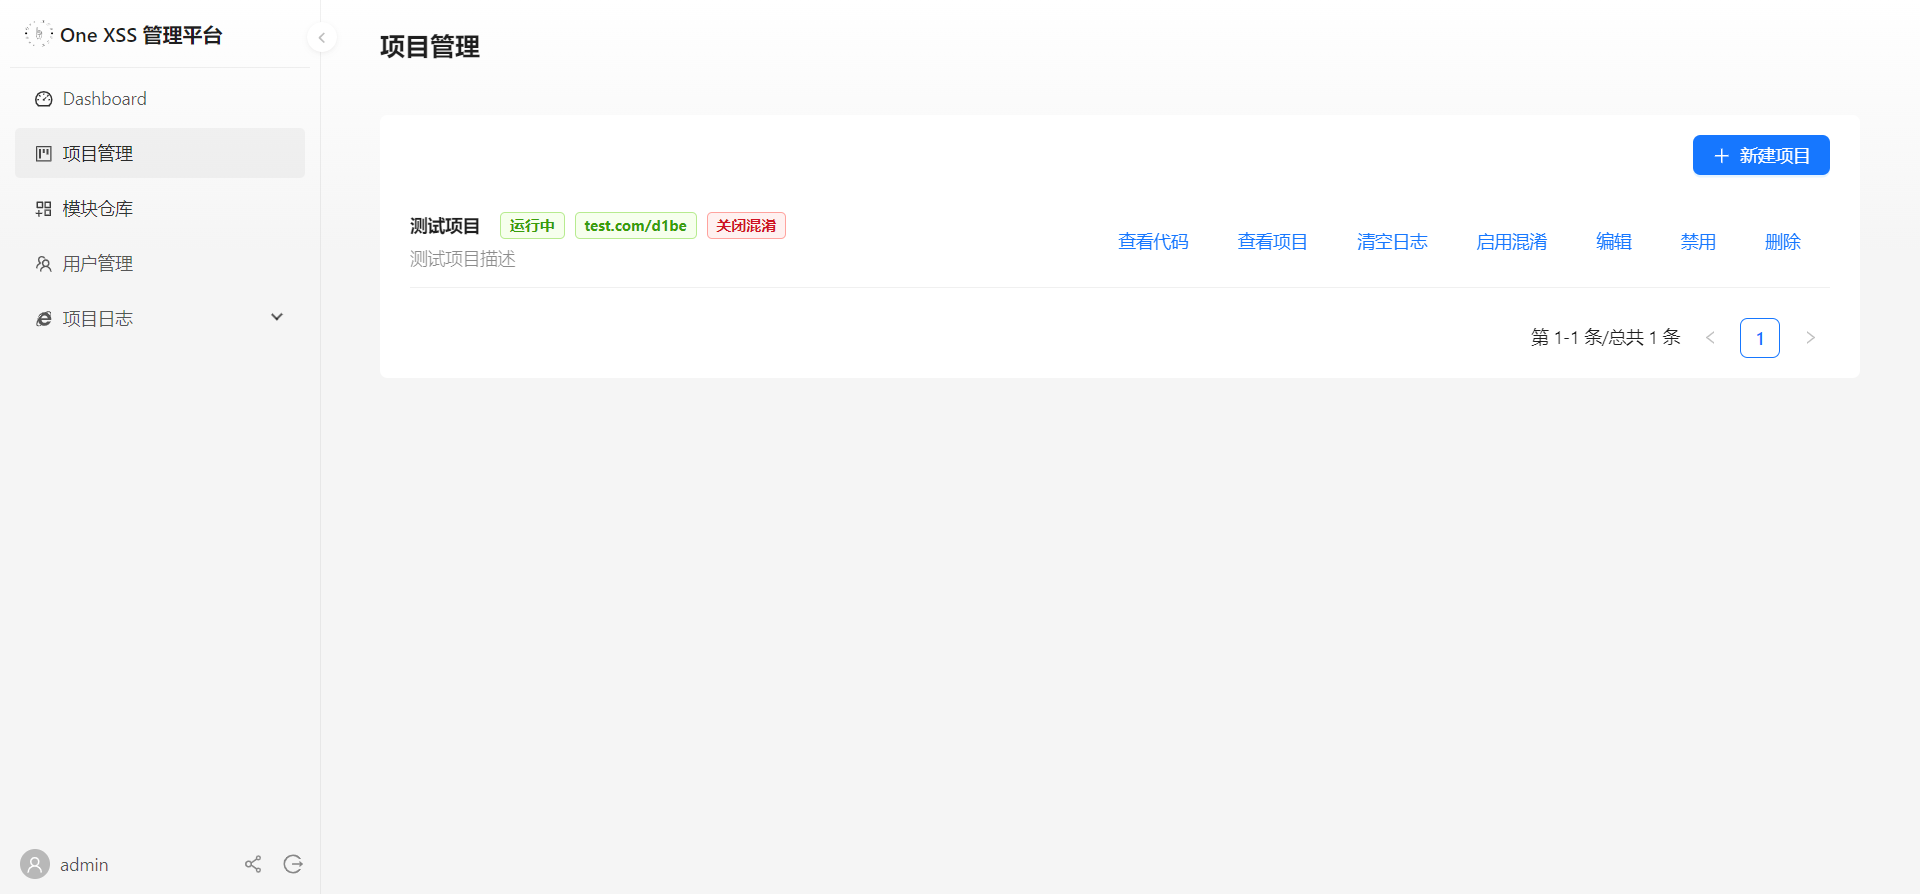 One XSS 管理平台
Dashboard
项目管理
模块仓库
用户管理
项目日志
admin
项目管理
新建项目
测试项目 运行中 test.com/d1be 关闭混淆
测试项目描述
查看代码 查看项目 清空日志 启用混淆 编辑 禁用 删除
第 1-1 条/总共 1 条 1